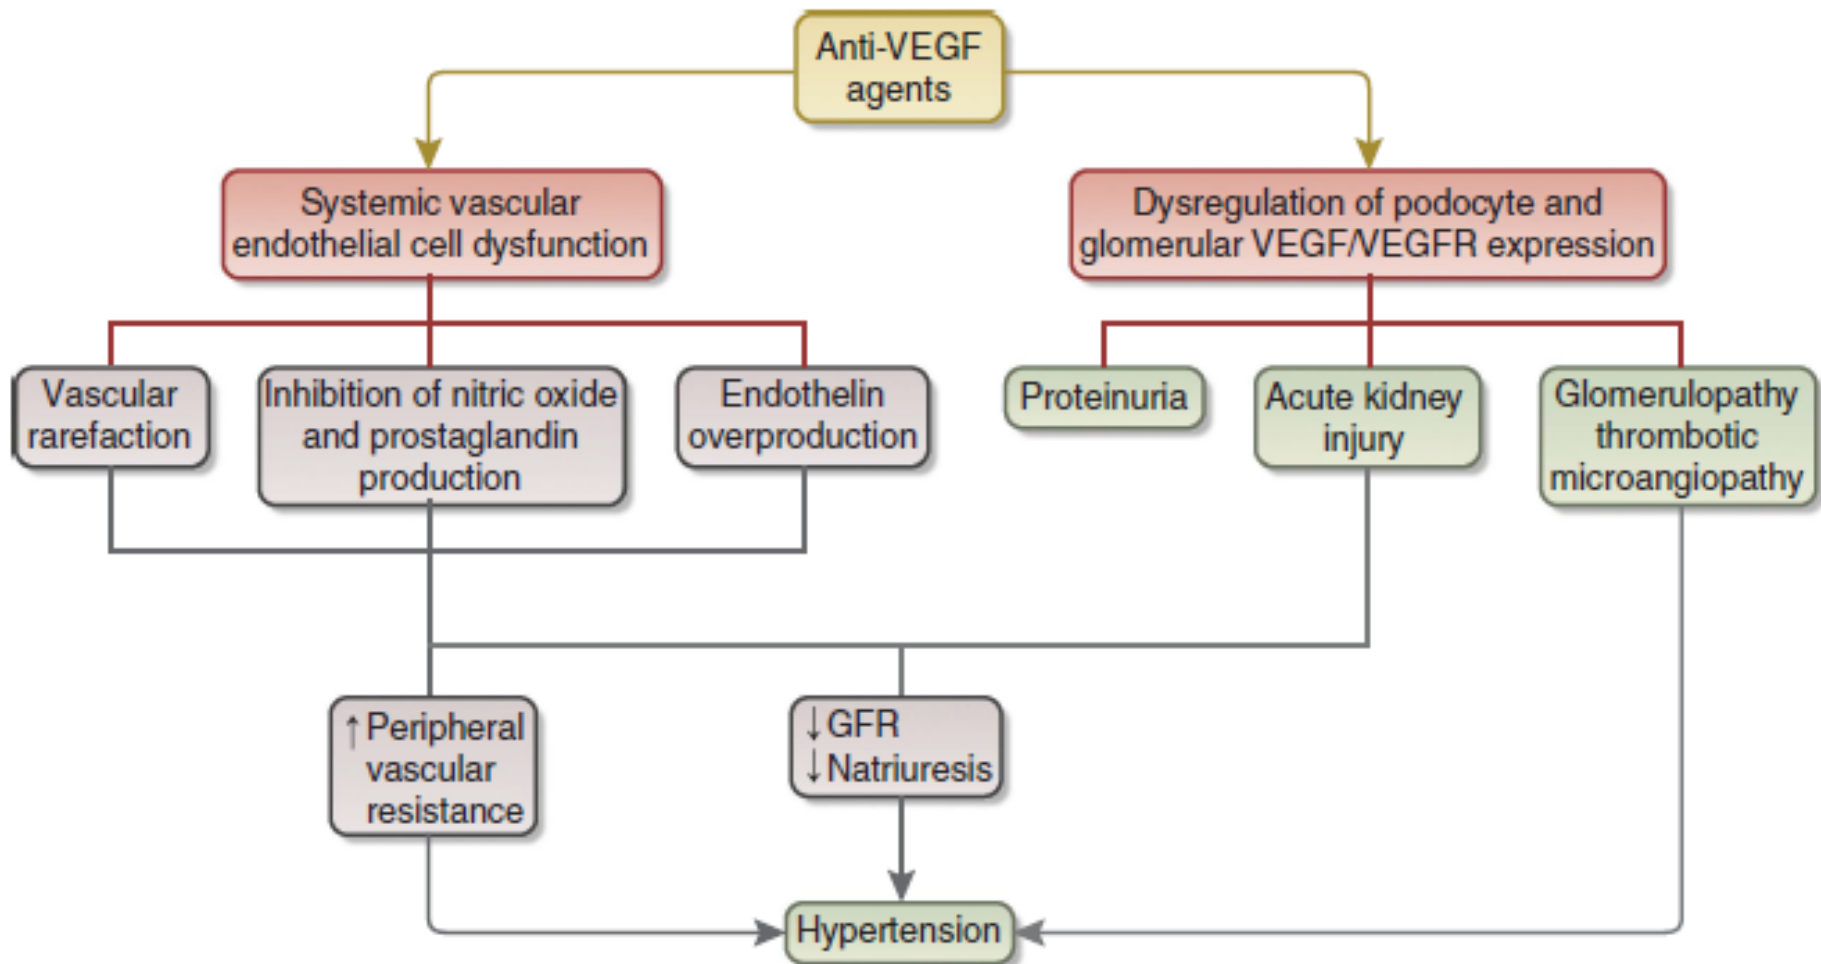 Anti-VEGF
agents
Systemic vascular
endothelial cell dysfunction
Dysregulation of podocyte and
glomerular VEGF/VEGFR expression
Vascular
rarefaction
Inhibition of nitric oxide
and prostaglandin
production
Endothelin
overproduction
Proteinuria
Acute kidney
injury
Glomerulopathy
thrombotic
microangiopathy
↑ Peripheral
vascular
resistance
↓ GFR
↓ Natriuresis
Hypertension